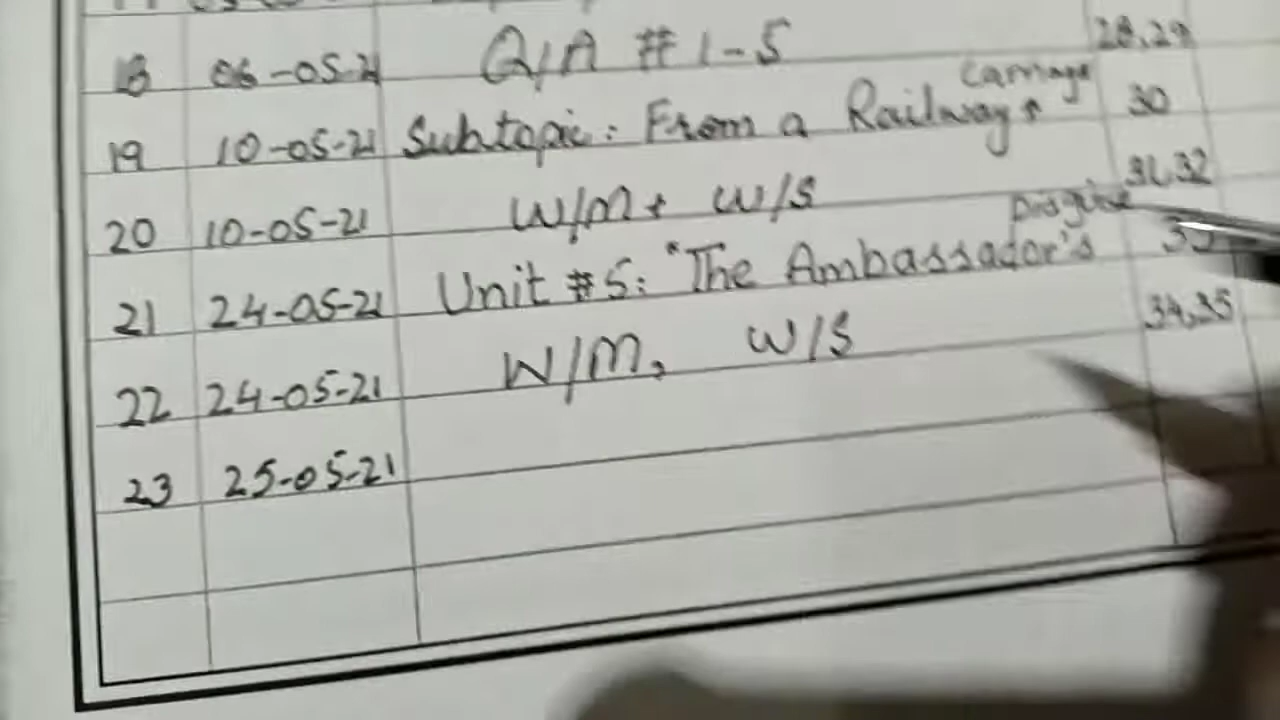 18 06-05-21 Q/A # 1-5 28,29
19 10-05-21 Subtopic: From a Railway carriage 30
20 10-05-21 W/M + W/S 31,32
21 24-05-21 Unit #5: "The Ambassador's Disguise
22 24-05-21 W/M, W/S 34,35
23 25-05-21